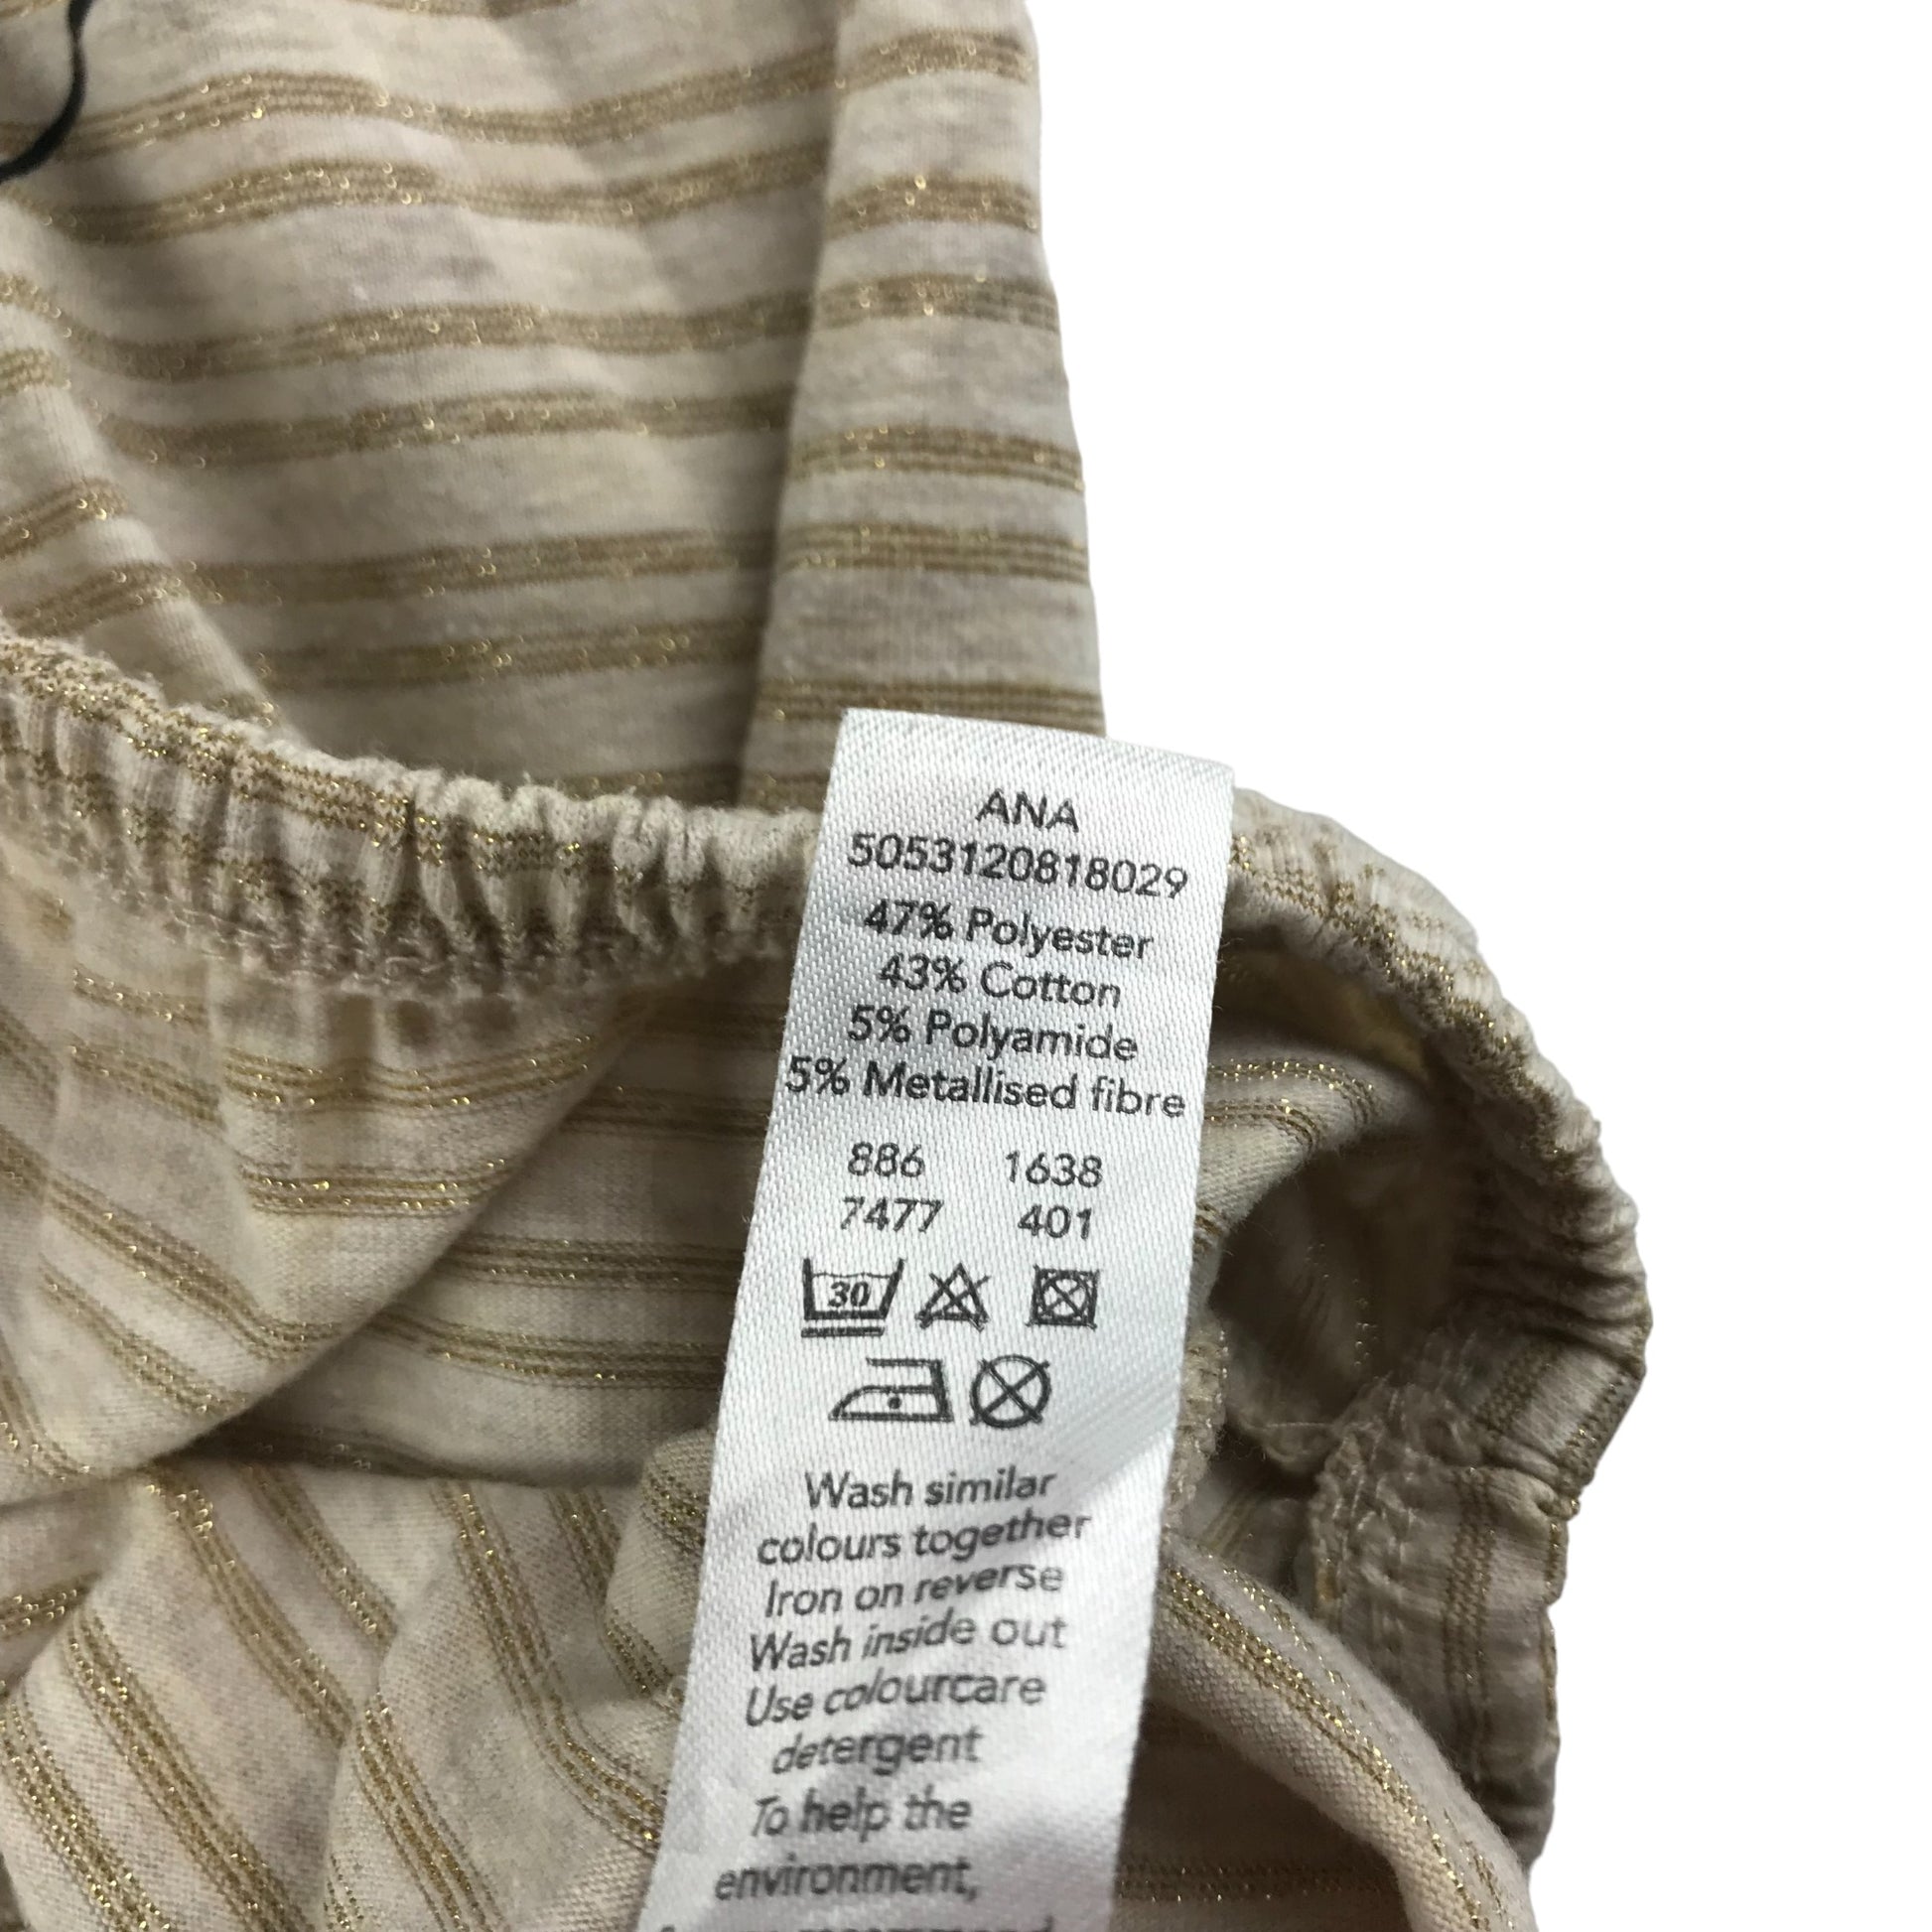 ANA
5053120818029
47% Polyester
43% Cotton
5% Polyamide
5% Metallised fibre
886 1638
7477 401
30
Wash similar
colours together
Iron on reverse
Wash inside out
Use colourcare
detergent
To help the
environment,